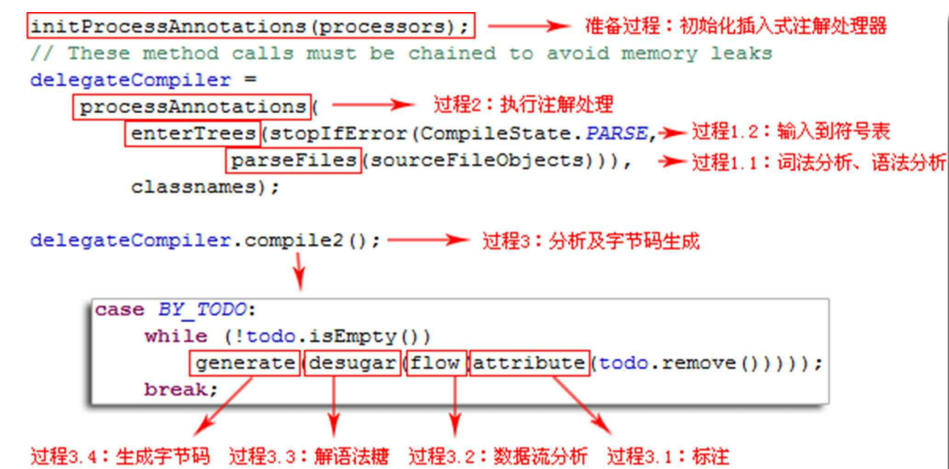 initProcessAnnotations(processors); 准备过程：初始化插入式注解处理器
// These method calls must be chained to avoid memory leaks
delegateCompiler =
processAnnotations( 过程2：执行注解处理
enterTrees(stopIfError(CompileState.PARSE, 过程1.2：输入到符号表
parseFiles(sourceFileObjects))), 过程1.1：词法分析、语法分析
classnames);
delegateCompiler.compile2(); 过程3：分析及字节码生成
case BY_TODO:
while (!todo.isEmpty())
generate(desugar(flow(attribute(todo.remove()))));
break;
过程3.4：生成字节码 过程3.3：解语法糖 过程3.2：数据流分析 过程3.1：标注